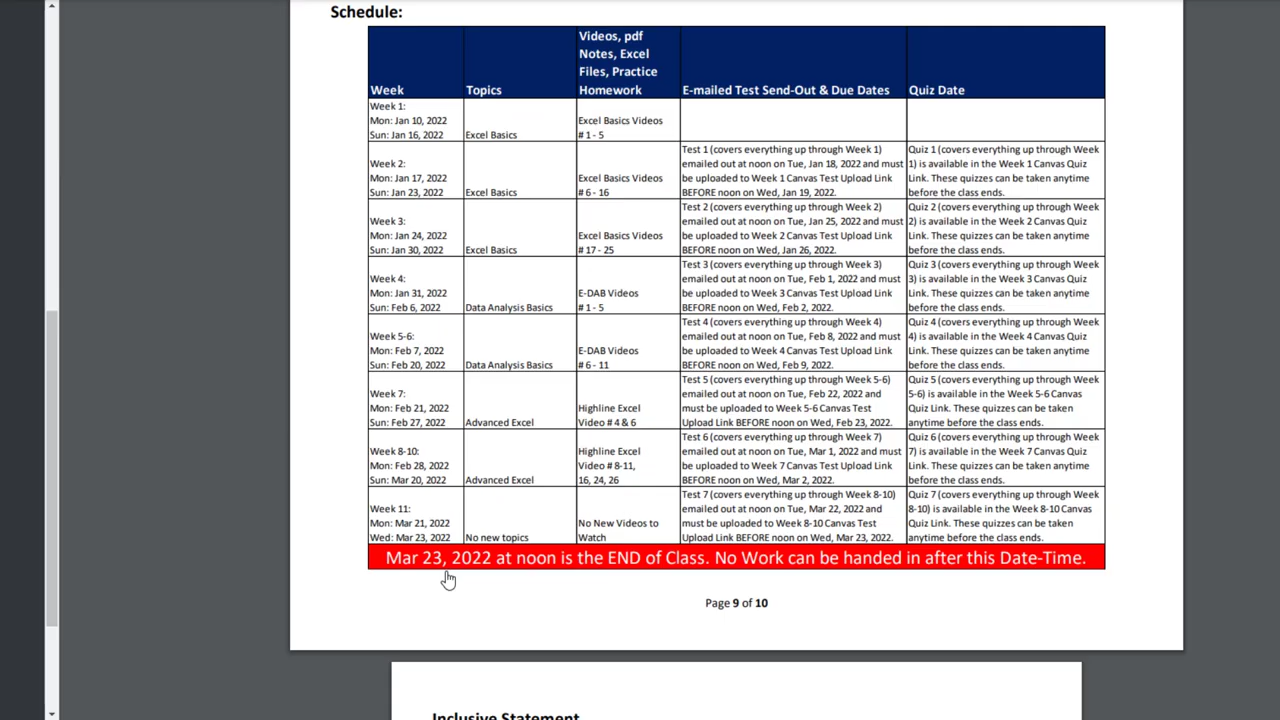 Schedule:
Week
Topics
Videos, pdf
Notes, Excel
Files, Practice
Homework
E-mailed Test Send-Out & Due Dates
Quiz Date
Week 1:
Mon: Jan 10, 2022
Sun: Jan 16, 2022
Excel Basics
Excel Basics Videos
# 1 - 5
Week 2:
Mon: Jan 17, 2022
Sun: Jan 23, 2022
Excel Basics
Excel Basics Videos
# 6 - 16
Test 1 (covers everything up through Week 1)
emailed out at noon on Tue, Jan 18, 2022 and must
be uploaded to Week 1 Canvas Test Upload Link
BEFORE noon on Wed, Jan 19, 2022.
Quiz 1 (covers everything up through Week
1) is available in the Week 1 Canvas Quiz
Link. These quizzes can be taken anytime
before the class ends.
Week 3:
Mon: Jan 24, 2022
Sun: Jan 30, 2022
Excel Basics
Excel Basics Videos
# 17 - 25
Test 2 (covers everything up through Week 2)
emailed out at noon on Tue, Jan 25, 2022 and must
be uploaded to Week 2 Canvas Test Upload Link
BEFORE noon on Wed, Jan 26, 2022.
Quiz 2 (covers everything up through Week
2) is available in the Week 2 Canvas Quiz
Link. These quizzes can be taken anytime
before the class ends.
Week 4:
Mon: Jan 31, 2022
Sun: Feb 6, 2022
Data Analysis Basics
E-DAB Videos
# 1 - 5
Test 3 (covers everything up through Week 3)
emailed out at noon on Tue, Feb 1, 2022 and must
be uploaded to Week 3 Canvas Test Upload Link
BEFORE noon on Wed, Feb 2, 2022.
Quiz 3 (covers everything up through Week
3) is available in the Week 3 Canvas Quiz
Link. These quizzes can be taken anytime
before the class ends.
Week 5-6:
Mon: Feb 7, 2022
Sun: Feb 20, 2022
Data Analysis Basics
E-DAB Videos
# 6 - 11
Test 4 (covers everything up through Week 4)
emailed out at noon on Tue, Feb 8, 2022 and must
be uploaded to Week 4 Canvas Test Upload Link
BEFORE noon on Wed, Feb 9, 2022.
Quiz 4 (covers everything up through Week
4) is available in the Week 4 Canvas Quiz
Link. These quizzes can be taken anytime
before the class ends.
Week 7:
Mon: Feb 21, 2022
Sun: Feb 27, 2022
Advanced Excel
Highline Excel
Video # 4 & 6
Test 5 (covers everything up through Week 5-6)
emailed out at noon on Tue, Feb 22, 2022 and
must be uploaded to Week 5-6 Canvas Test
Upload Link BEFORE noon on Wed, Feb 23, 2022.
Quiz 5 (covers everything up through Week
5-6) is available in the Week 5-6 Canvas
Quiz Link. These quizzes can be taken
anytime before the class ends.
Week 8-10:
Mon: Feb 28, 2022
Sun: Mar 20, 2022
Advanced Excel
Highline Excel
Video # 8-11,
16, 24, 26
Test 6 (covers everything up through Week 7)
emailed out at noon on Tue, Mar 1, 2022 and must
be uploaded to Week 7 Canvas Test Upload Link
BEFORE noon on Wed, Mar 2, 2022.
Quiz 6 (covers everything up through Week
7) is available in the Week 7 Canvas Quiz
Link. These quizzes can be taken anytime
before the class ends.
Week 11:
Mon: Mar 21, 2022
Wed: Mar 23, 2022
No new topics
No New Videos to
Watch
Test 7 (covers everything up through Week 8-10)
emailed out at noon on Tue, Mar 22, 2022 and
must be uploaded to Week 8-10 Canvas Test
Upload Link BEFORE noon on Wed, Mar 23, 2022.
Quiz 7 (covers everything up through Week
8-10) is available in the Week 8-10 Canvas
Quiz Link. These quizzes can be taken
anytime before the class ends.
Mar 23, 2022 at noon is the END of Class. No Work can be handed in after this Date-Time.
Page 9 of 10
Inclusive Statement